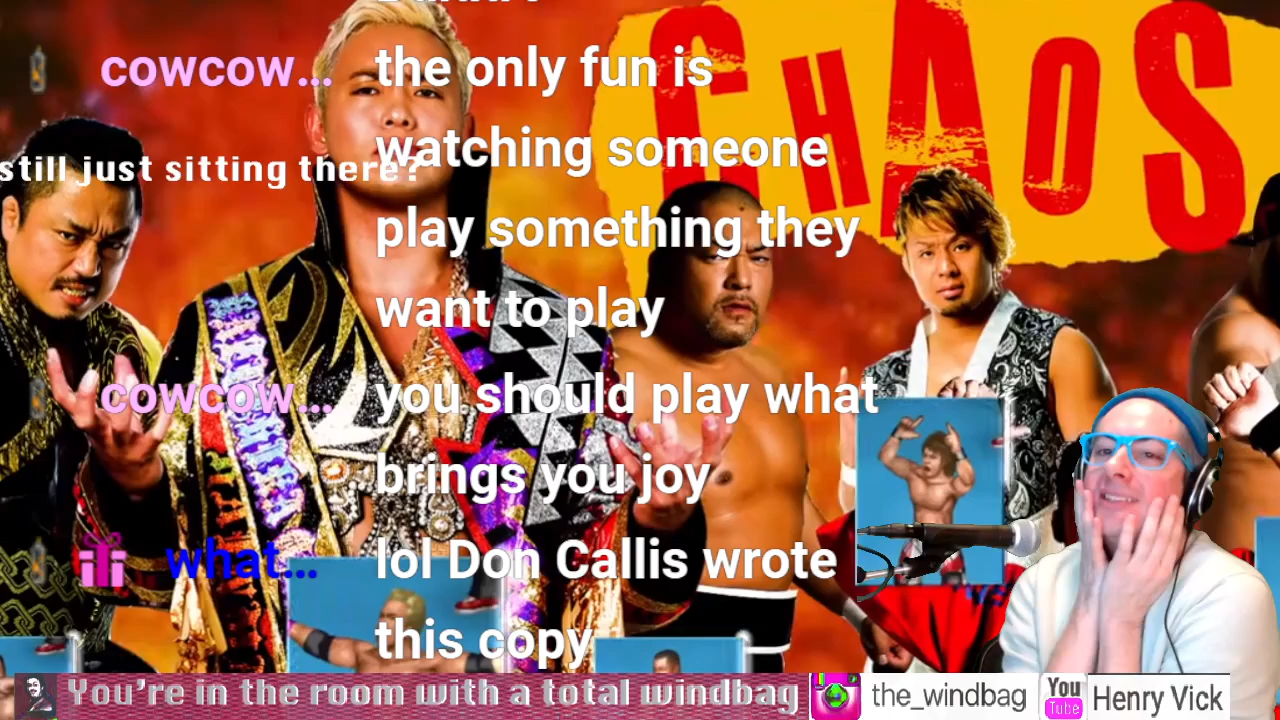 CHAOS
cowcow... the only fun is
watching someone
still just sitting there?
play something they
want to play
cowcow... you should play what
brings you joy
what... lol Don Callis wrote
this copy
You're in the room with a total windbag
the_windbag
You
Tube
Henry Vick